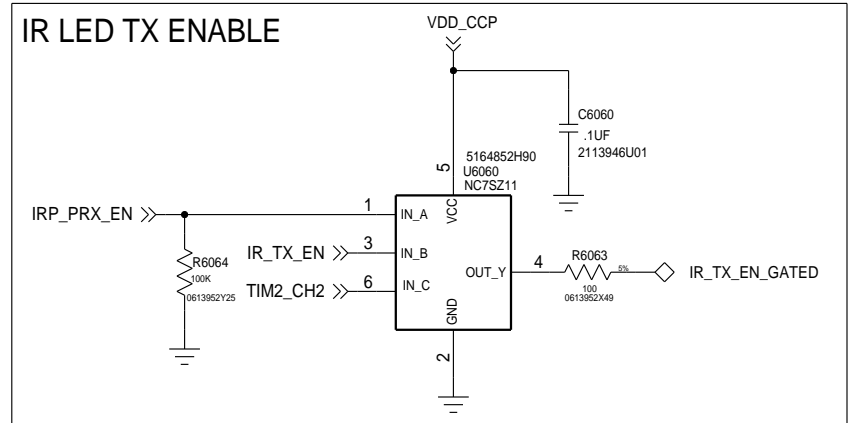 IR LED TX ENABLE
VDD_CCP
C6060
.1UF
2113946U01
5164852H90
U6060
NC7SZ11
5
VCC
IRP_PRX_EN
1
IN_A
R6064
100K
0613952Y25
IR_TX_EN
3
IN_B
TIM2_CH2
6
IN_C
OUT_Y
4
R6063
5%
100
0613952X49
IR_TX_EN_GATED
GND
2